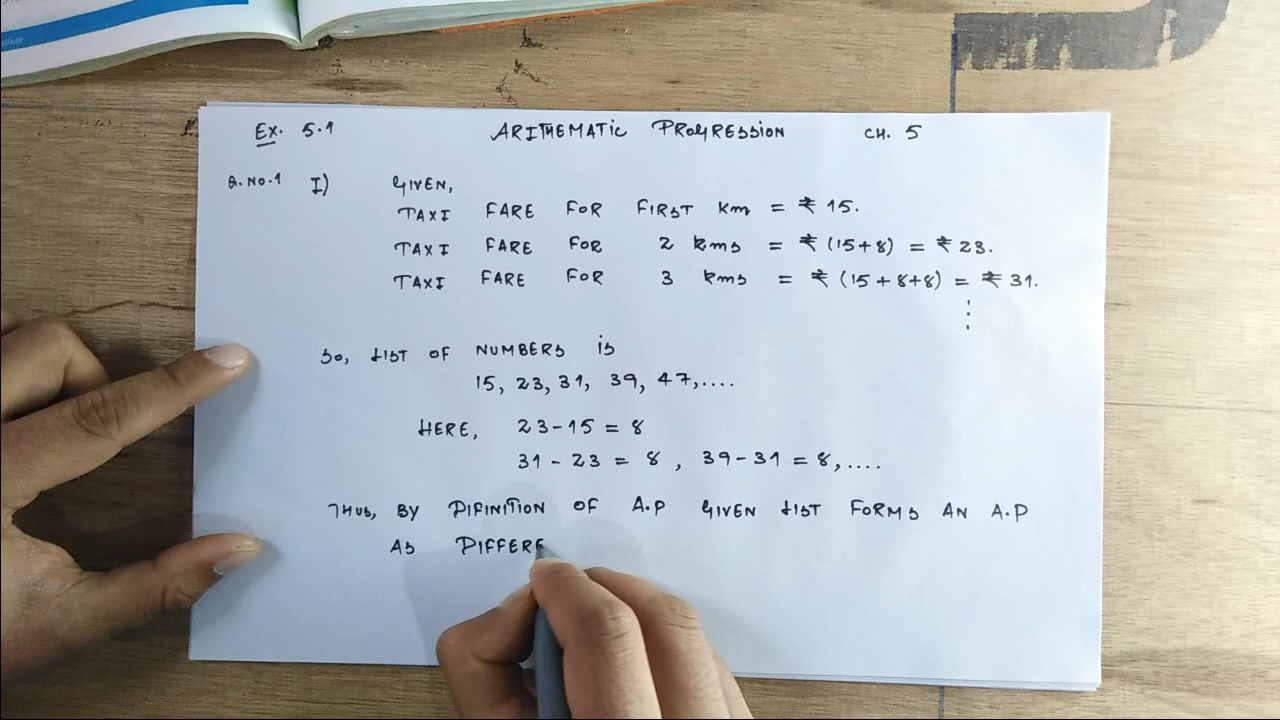 Ex. 5.1 ARITHEMATIC PROGRESSION CH. 5
Q.NO.1 I) GIVEN,
TAXI FARE FOR FIRST km = ₹ 15.
TAXI FARE FOR 2 kms = ₹ (15+8) = ₹ 23.
TAXI FARE FOR 3 kms = ₹ (15+8+8) = ₹ 31.
SO, LIST OF NUMBERS IS
15, 23, 31, 39, 47,....
HERE, 23-15 = 8
31 - 23 = 8 , 39-31 = 8,....
THUS, BY DIFINITION OF A.P GIVEN LIST FORMS AN A.P
AS DIFFERE